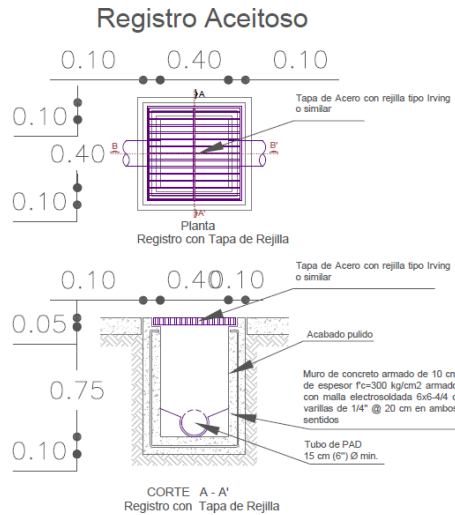 Registro Aceitoso
0.10 0.40 0.10
A
Tapa de Acero con rejilla tipo Irving
o similar
0.10
B B'
0.40
0.10
A'
Planta
Registro con Tapa de Rejilla
Tapa de Acero con rejilla tipo Irving
o similar
0.10 0.40 0.10
0.05
Acabado pulido
0.75
Muro de concreto armado de 10 cm
de espesor f'c=300 kg/cm2 armado
con malla electrosoldada 6x6-4/4 o
varillas de 1/4" @ 20 cm en ambos
sentidos
0.10
Tubo de PAD
15 cm (6") Ø min.
CORTE A - A'
Registro con Tapa de Rejilla